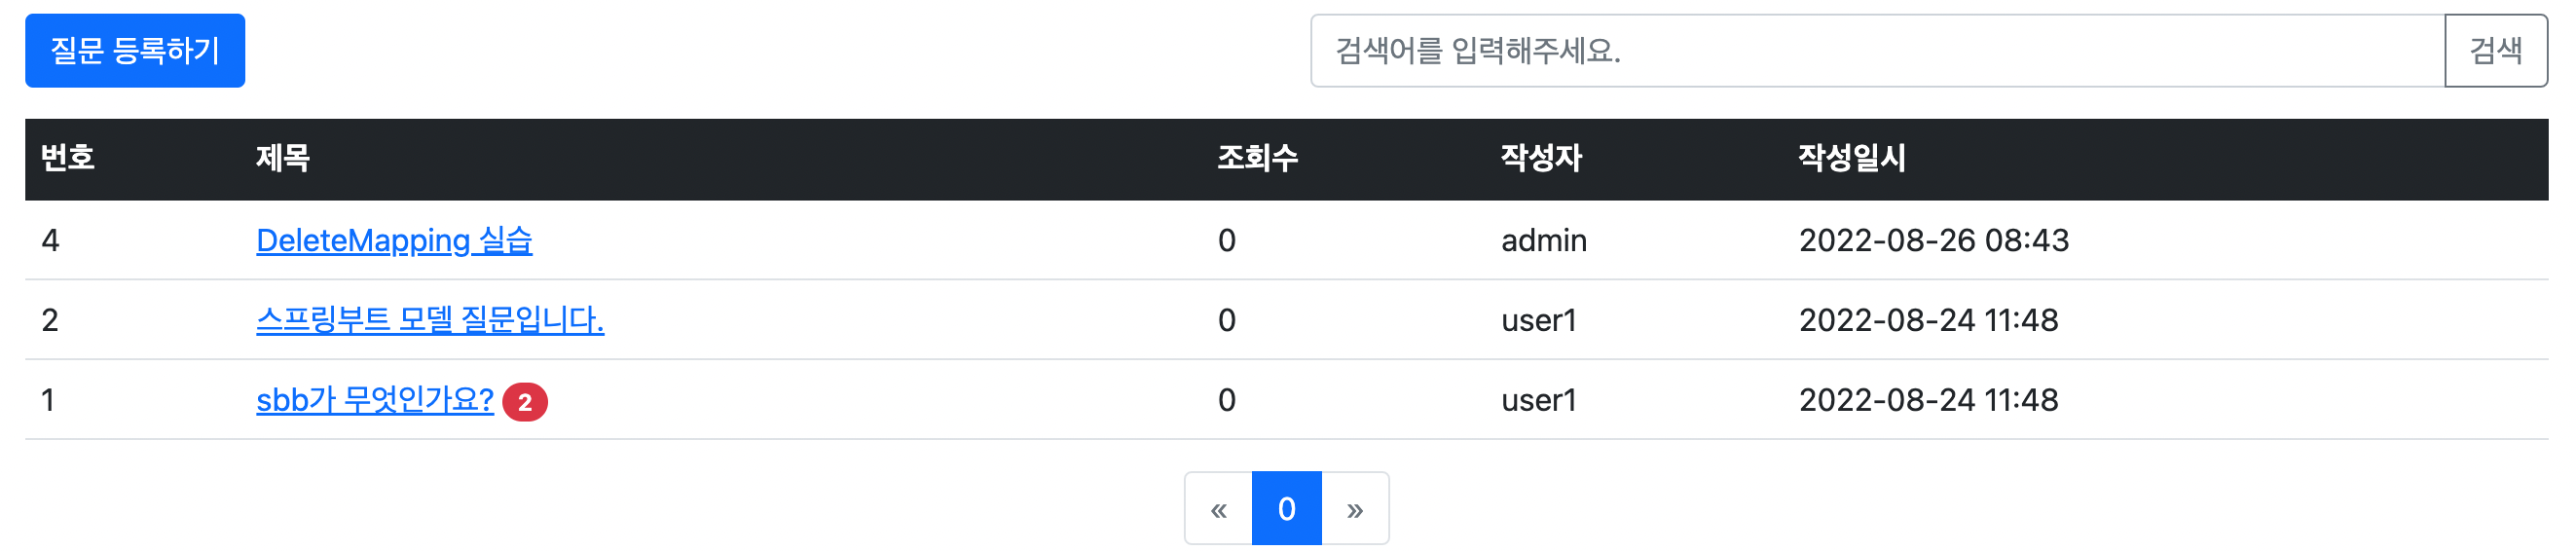 질문 등록하기 검색어를 입력해주세요. 검색
번호 제목 조회수 작성자 작성일시
4 DeleteMapping 실습 0 admin 2022-08-26 08:43
2 스프링부트 모델 질문입니다. 0 user1 2022-08-24 11:48
1 sbb가 무엇인가요? 2 0 user1 2022-08-24 11:48
« 0 »